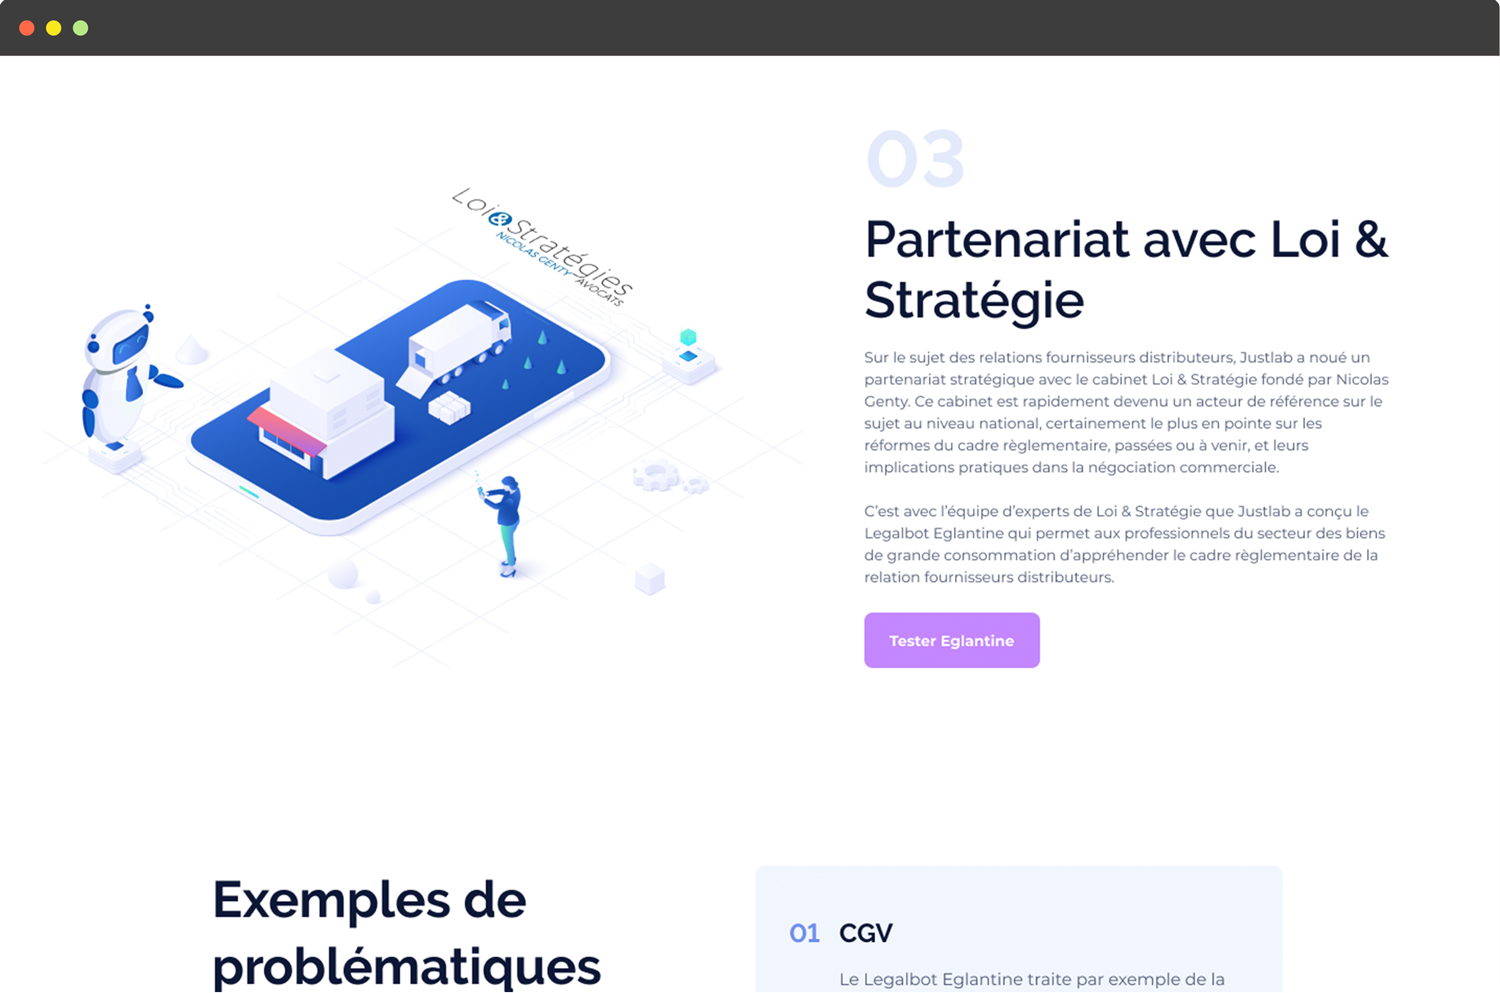 Loi&Stratégies
NICOLAS GENTY AVOCATS
03
Partenariat avec Loi &
Stratégie
Sur le sujet des relations fournisseurs distributeurs, Justlab a noué un
partenariat stratégique avec le cabinet Loi & Stratégie fondé par Nicolas
Genty. Ce cabinet est rapidement devenu un acteur de référence sur le
sujet au niveau national, certainement le plus en pointe sur les
réformes du cadre règlementaire, passées ou à venir, et leurs
implications pratiques dans la négociation commerciale.
C’est avec l’équipe d’experts de Loi & Stratégie que Justlab a conçu le
Legalbot Eglantine qui permet aux professionnels du secteur des biens
de grande consommation d’appréhender le cadre règlementaire de la
relation fournisseurs distributeurs.
Tester Eglantine
Exemples de
problématiques
01 CGV
Le Legalbot Eglantine traite par exemple de la